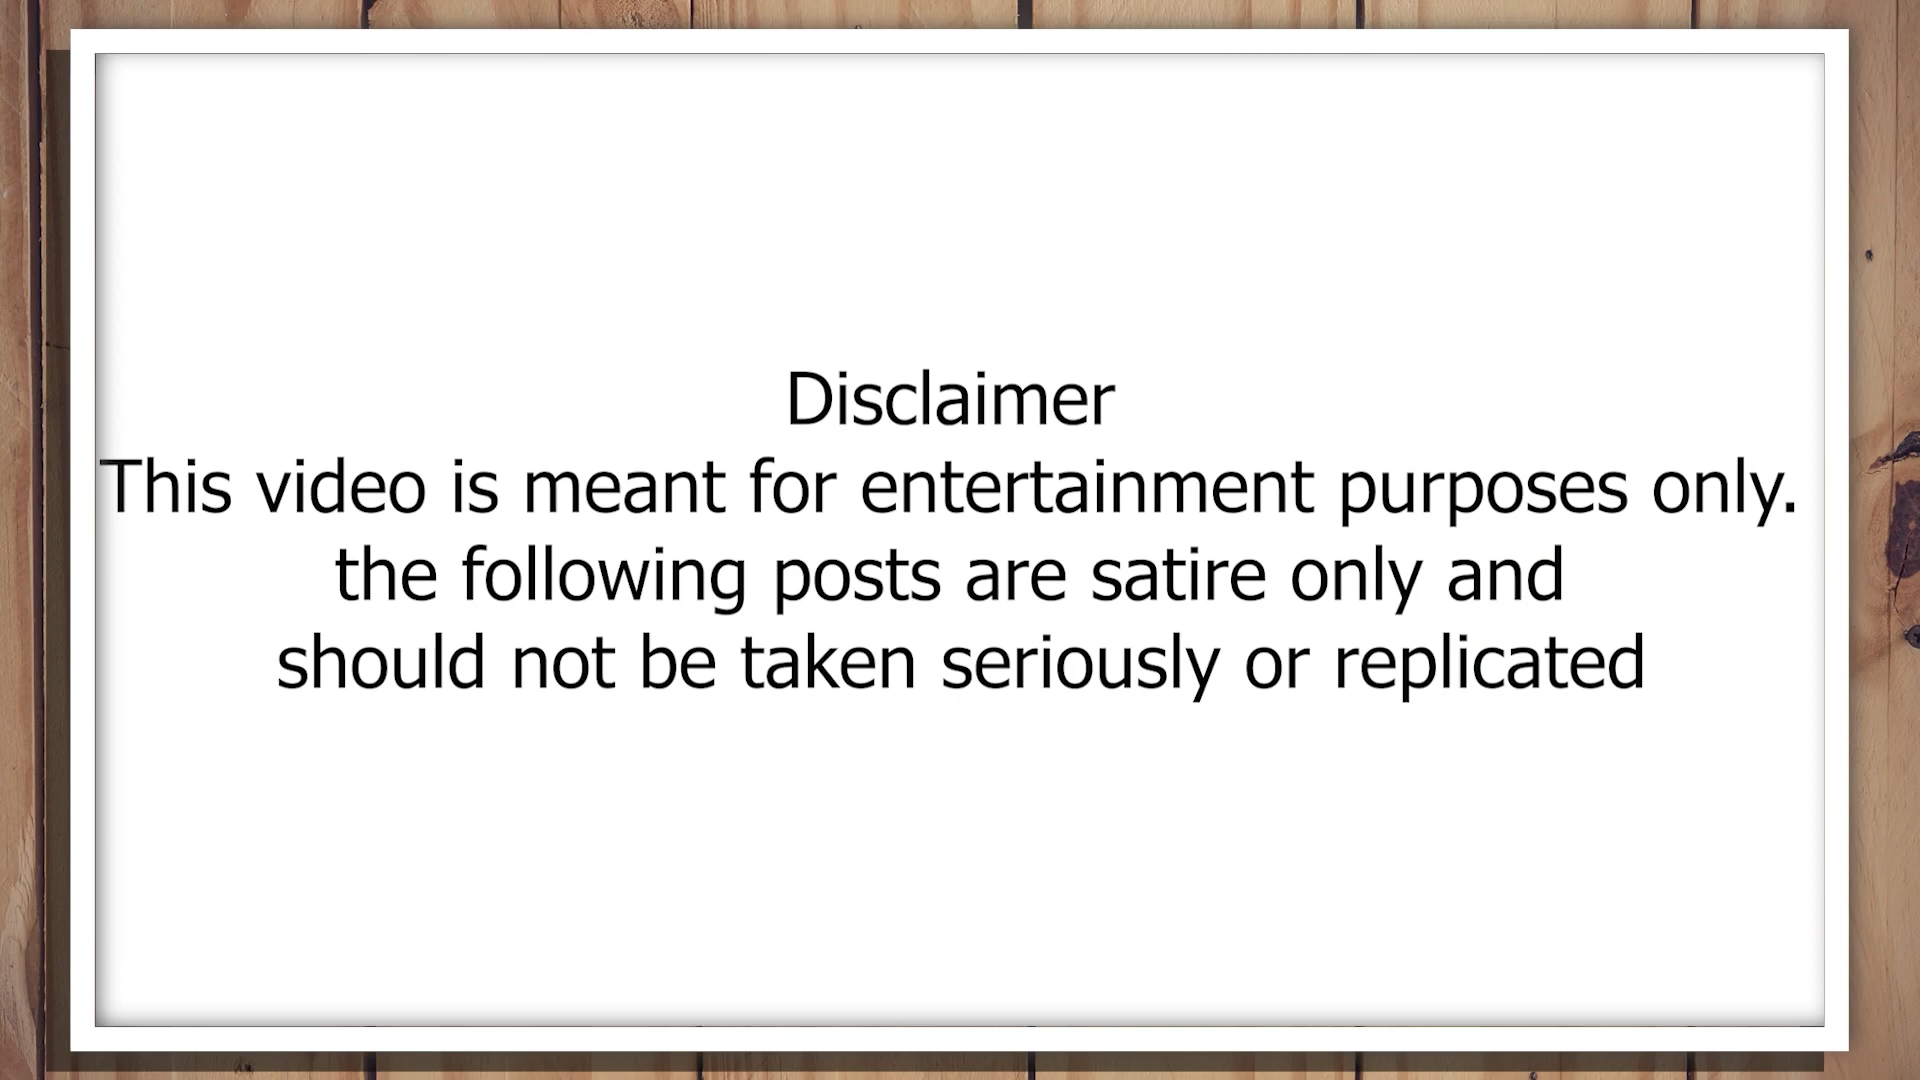 Disclaimer
This video is meant for entertainment purposes only.
the following posts are satire only and
should not be taken seriously or replicated